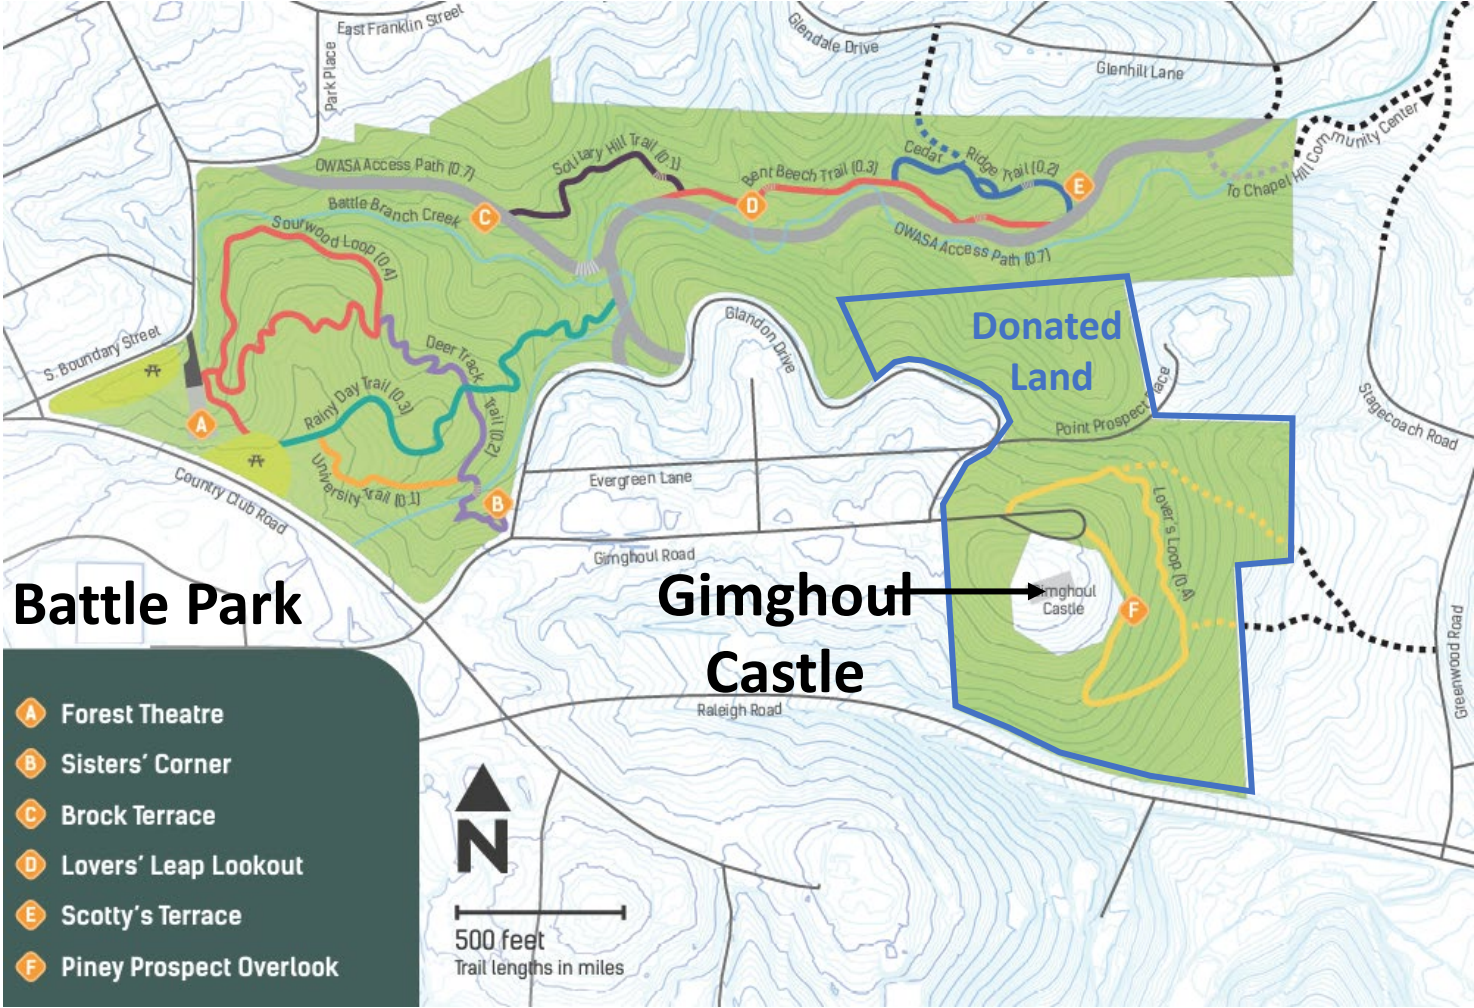 East Franklin Street
Park Place
Glendale Drive
Glenhill Lane
To Chapel Hill Community Center
OWASA Access Path (0.7)
Solitary Hill Trail (0.1)
Bent Beech Trail (0.3)
Cedar Ridge Trail (0.2)
E
D
C
Battle Branch Creek
Sourwood Loop (0.4)
OWASA Access Path (0.7)
S. Boundary Street
Deer Track Trail (0.2)
Glandon Drive
Donated
Land
Point Prospect Place
Stagecoach Road
Rainy Day Trail (0.3)
A
University Trail (0.1)
B
Country Club Road
Evergreen Lane
Lover's Loop (0.4)
Gimghoul Road
Battle Park
Gimghoul
Castle
Gimghoul
Castle
F
Greenwood Road
Raleigh Road
A Forest Theatre
B Sisters' Corner
C Brock Terrace
D Lovers' Leap Lookout
E Scotty's Terrace
F Piney Prospect Overlook
N
500 feet
Trail lengths in miles